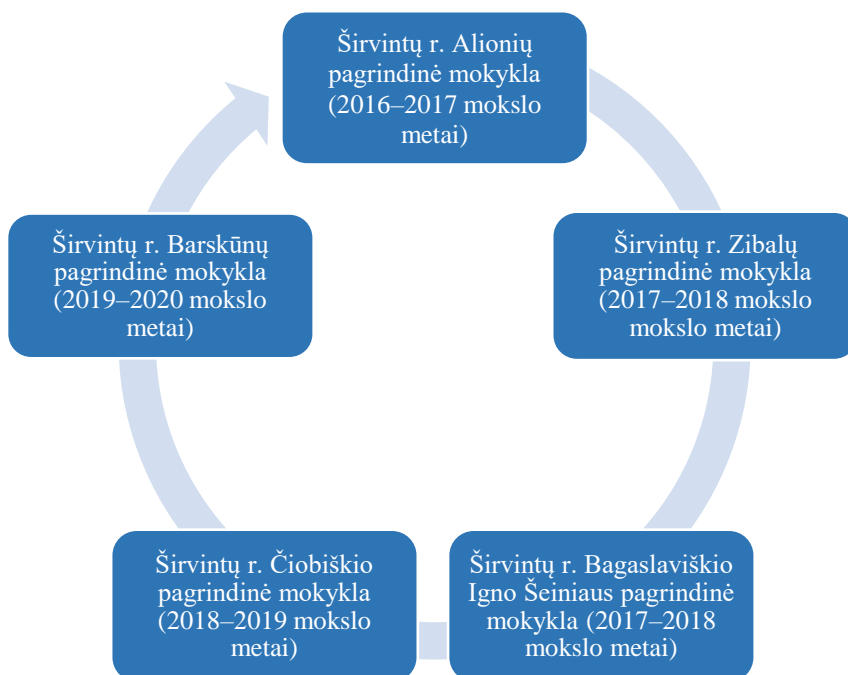 Širvintų r. Alionių
pagrindinė mokykla
(2016–2017 mokslo
metai)
Širvintų r. Zibalų
pagrindinė mokykla
(2017–2018 mokslo
mokslo metai)
Širvintų r. Bagaslaviškio
Igno Šeiniaus pagrindinė
mokykla (2017–2018
mokslo metai)
Širvintų r. Čiobiškio
pagrindinė mokykla
(2018–2019 mokslo
metai)
Širvintų r. Barskūnų
pagrindinė mokykla
(2019–2020 mokslo
metai)